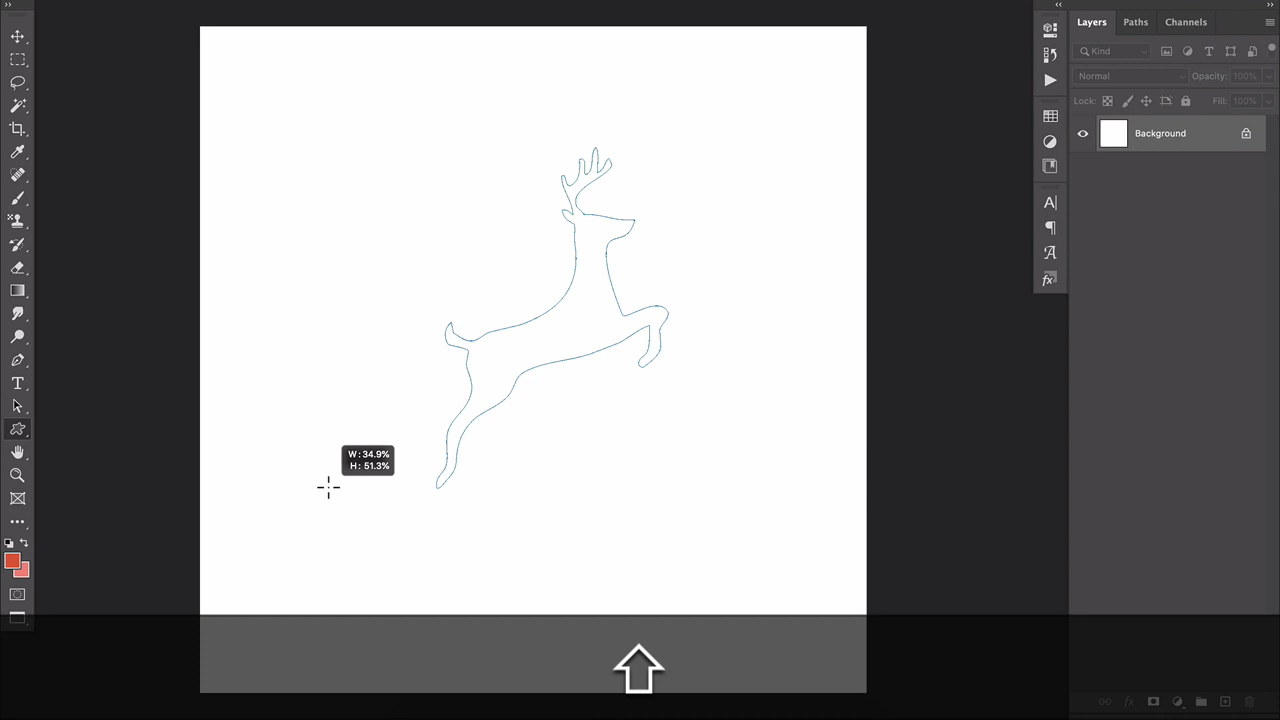 Layers Paths Channels
Kind
Normal Opacity: 100%
Lock: Fill: 100%
Background
W: 34.9%
H: 51.3%